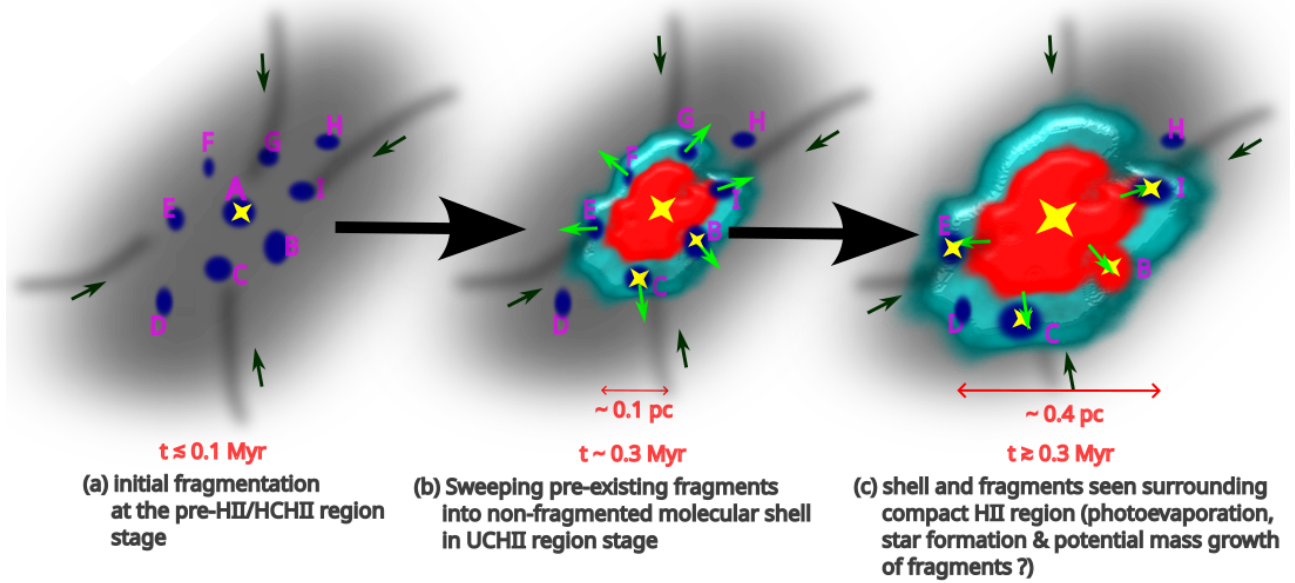 F
G
H
A
I
E
B
C
D
G
H
F
I
E
B
C
D
H
I
E
B
D
C
~ 0.1 pc
~ 0.4 pc
t ≲ 0.1 Myr
t ~ 0.3 Myr
t ≳ 0.3 Myr
(a) initial fragmentation
at the pre-HII/HCHII region
stage
(b) Sweeping pre-existing fragments
into non-fragmented molecular shell
in UCHII region stage
(c) shell and fragments seen surrounding
compact HII region (photoevaporation,
star formation & potential mass growth
of fragments ?)